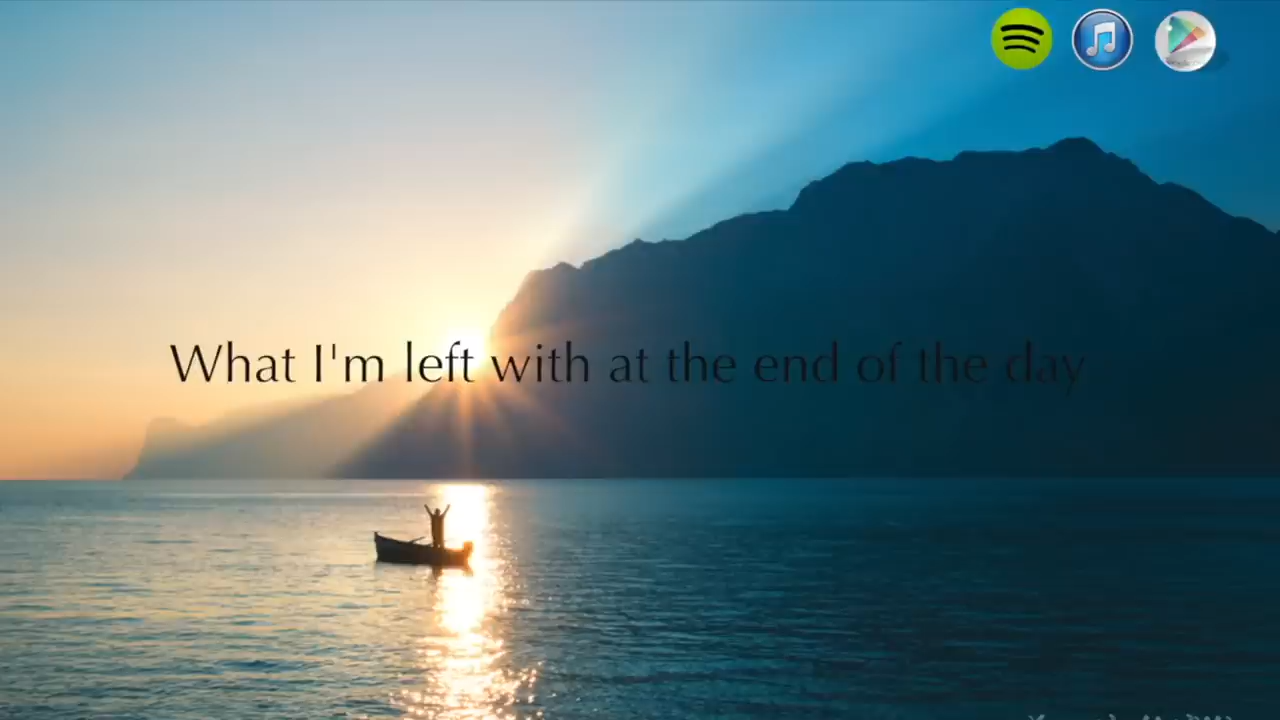 What I'm left with at the end of the day